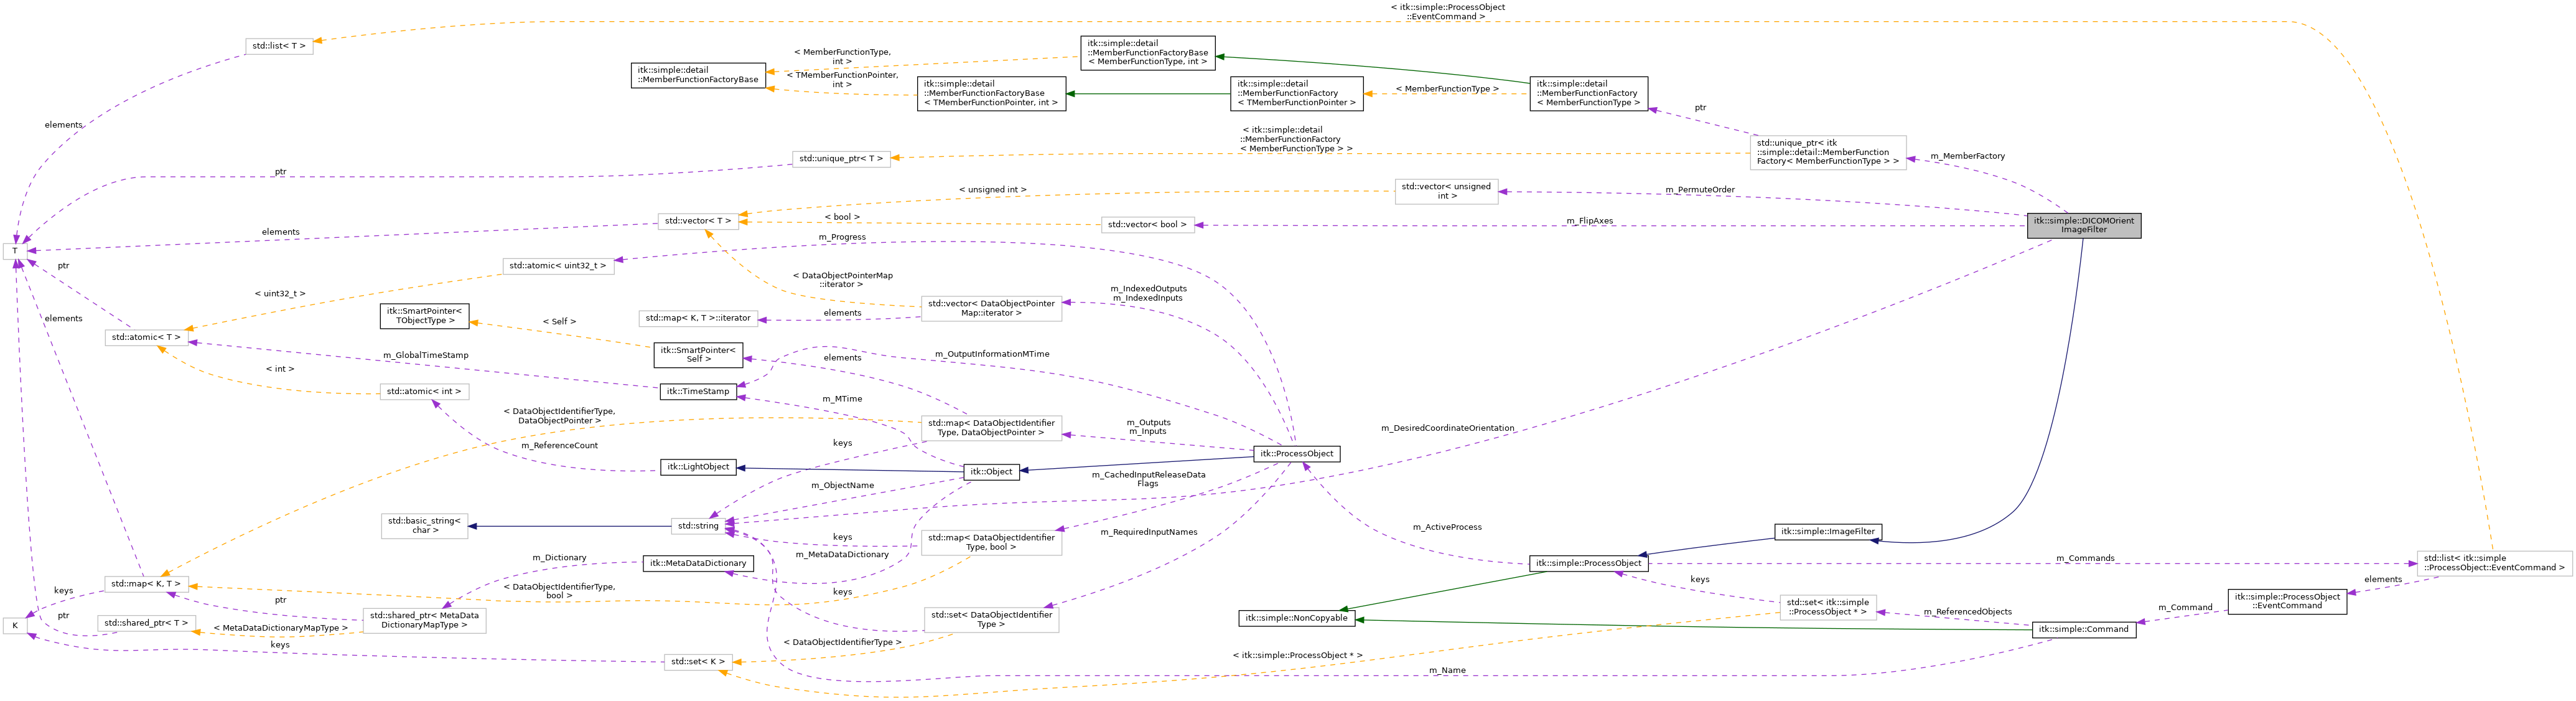 < itk::simple::ProcessObject
::EventCommand >
std::list< T >
itk::simple::detail
::MemberFunctionFactoryBase
< MemberFunctionType, int >
< MemberFunctionType,
int >
itk::simple::detail
::MemberFunctionFactoryBase
< TMemberFunctionPointer,
int >
itk::simple::detail
::MemberFunctionFactoryBase
< TMemberFunctionPointer, int >
itk::simple::detail
::MemberFunctionFactory
< TMemberFunctionPointer >
< MemberFunctionType >
itk::simple::detail
::MemberFunctionFactory
< MemberFunctionType >
ptr
elements
< itk::simple::detail
::MemberFunctionFactory
< MemberFunctionType > >
std::unique_ptr< itk
::simple::detail::MemberFunction
Factory< MemberFunctionType > >
m_MemberFactory
std::unique_ptr< T >
ptr
< unsigned int >
std::vector< unsigned
int >
m_PermuteOrder
std::vector< T >
< bool >
std::vector< bool >
m_FlipAxes
itk::simple::DICOMOrient
ImageFilter
elements
m_Progress
T
ptr
std::atomic< uint32_t >
< DataObjectPointerMap
::iterator >
< uint32_t >
m_IndexedOutputs
m_IndexedInputs
std::vector< DataObjectPointer
Map::iterator >
itk::SmartPointer<
TObjectType >
< Self >
std::map< K, T >::iterator
elements
elements
std::atomic< T >
itk::SmartPointer<
Self >
m_GlobalTimeStamp
elements
m_OutputInformationMTime
< int >
std::atomic< int >
itk::TimeStamp
m_MTime
< DataObjectIdentifierType,
DataObjectPointer >
std::map< DataObjectIdentifier
Type, DataObjectPointer >
m_Outputs
m_Inputs
m_DesiredCoordinateOrientation
m_ReferenceCount
keys
itk::ProcessObject
itk::LightObject
itk::Object
m_CachedInputReleaseData
Flags
m_ObjectName
std::basic_string<
char >
std::string
m_ActiveProcess
m_RequiredInputNames
itk::simple::ImageFilter
keys
std::map< DataObjectIdentifier
Type, bool >
m_MetaDataDictionary
m_Dictionary
itk::MetaDataDictionary
itk::simple::ProcessObject
m_Commands
std::list< itk::simple
::ProcessObject::EventCommand >
std::map< K, T >
keys
< DataObjectIdentifierType,
bool >
keys
keys
elements
ptr
ptr
std::shared_ptr< MetaData
DictionaryMapType >
std::set< DataObjectIdentifier
Type >
itk::simple::NonCopyable
std::set< itk::simple
::ProcessObject * >
m_ReferencedObjects
m_Command
itk::simple::ProcessObject
::EventCommand
K
std::shared_ptr< T >
< MetaDataDictionaryMapType >
itk::simple::Command
keys
< DataObjectIdentifierType >
std::set< K >
< itk::simple::ProcessObject * >
m_Name